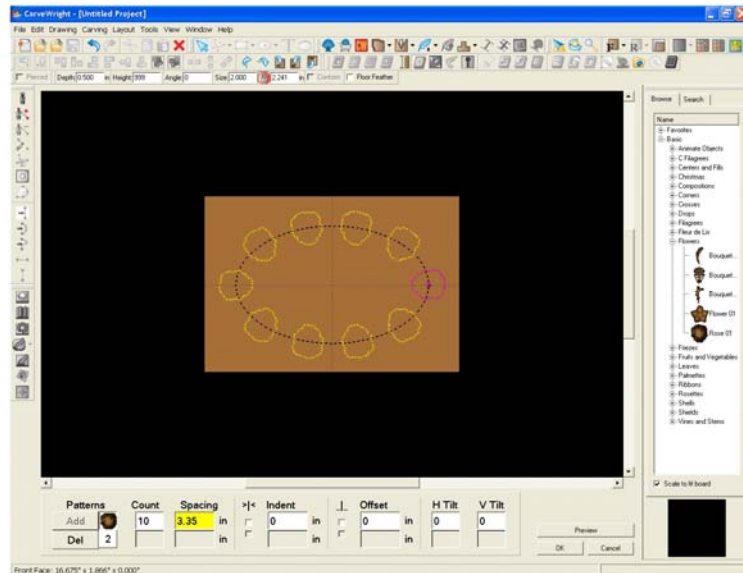 CarveWright - [Untitled Project]
File Edit Drawing Carving Layout Tools View Window Help
Pierced Depth 0.500 in Height 999 Angle 0 Size 2.000 2.241 in Contour Floor Feather
Browse Search
Name
Favorites
Basic
Animate Objects
C Filagrees
Centers and Fills
Christmas
Compositions
Corners
Crosses
Drops
Filagrees
Fleur de Lis
Flowers
Bouquet...
Bouquet...
Bouquet...
Flower 01
Rose 01
Friezes
Fruits and Vegetables
Leaves
Palmettes
Ribbons
Rosettes
Shells
Shields
Vines and Stems
Scale to fit board
Patterns Count Spacing >|< Indent Offset H Tilt V Tilt
Add 10 3.35 in 0 in 0 in 0 0
Del 2 in in in
Preview
OK Cancel
Front Face: 16.675" x 1.866" x 0.000"